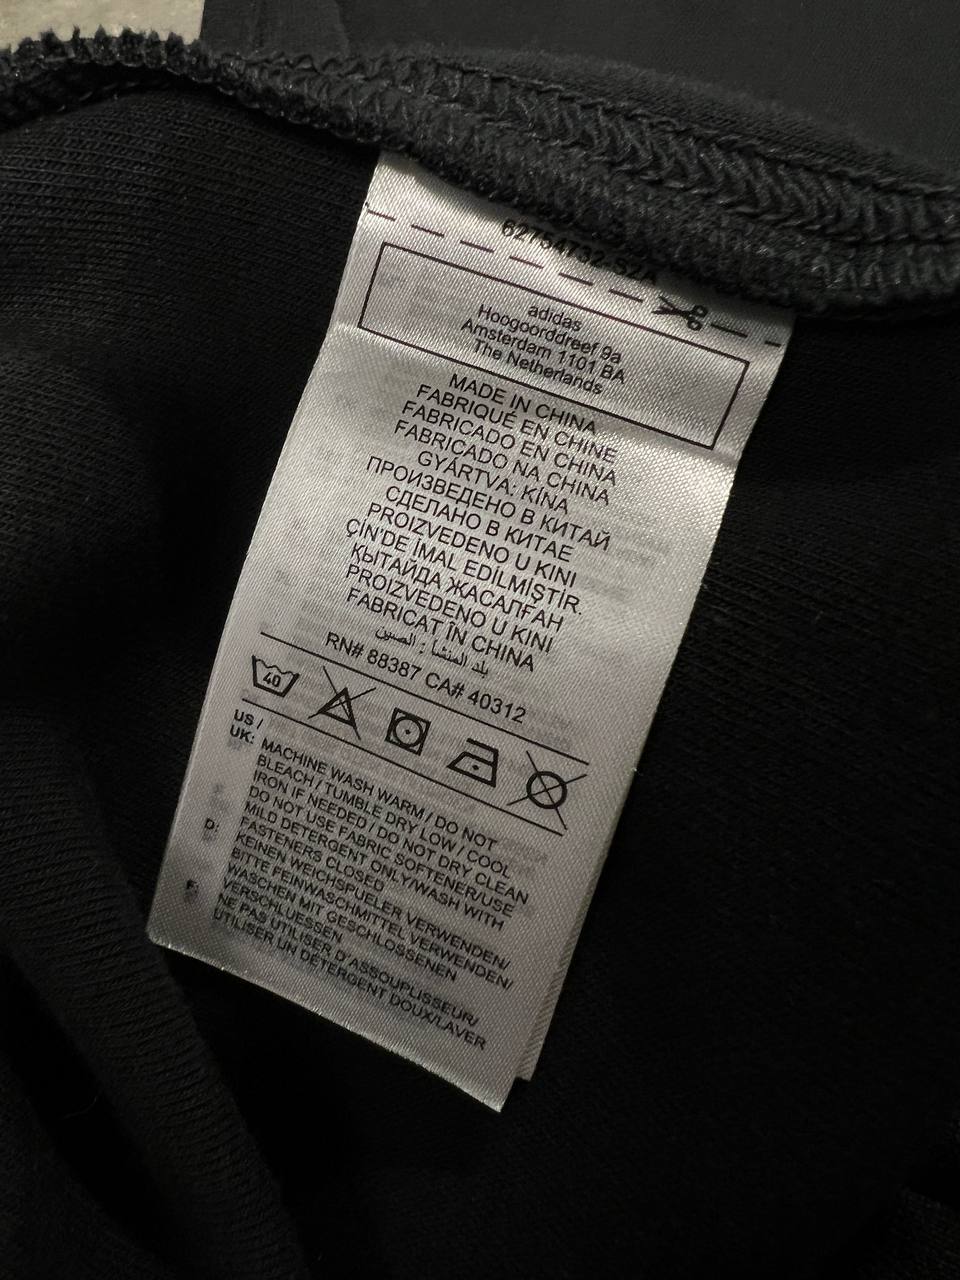 62754732-S2A
adidas
Hoogoorddreef 9a
Amsterdam 1101 BA
The Netherlands
MADE IN CHINA
FABRIQUÉ EN CHINE
FABRICADO EN CHINA
FABRICADO NA CHINA
GYÁRTVA: KÍNA
ПРОИЗВЕДЕНО В КИТАЙ
СДЕЛАНО В КИТАЕ
PROIZVEDENO U KINI
ÇİN'DE İMAL EDİLMİŞTİR.
ҚЫТАЙДА ЖАСАЛҒАН
PROIZVEDENO U KINI
FABRICAT ÎN CHINA
بلد المنشأ : الصين
RN# 88387 CA# 40312
40
US /
UK: MACHINE WASH WARM / DO NOT
BLEACH / TUMBLE DRY LOW / COOL
IRON IF NEEDED / DO NOT DRY CLEAN
DO NOT USE FABRIC SOFTENER/USE
MILD DETERGENT ONLY/WASH WITH
FASTENERS CLOSED
D: KEINEN WEICHSPUELER VERWENDEN/
BITTE FEINWASCHMITTEL VERWENDEN/
WASCHEN MIT GESCHLOSSENEN
VERSCHLUESSEN
F: NE PAS UTILISER D'ASSOUPLISSEUR/
UTILISER UN DETERGENT DOUX/LAVER